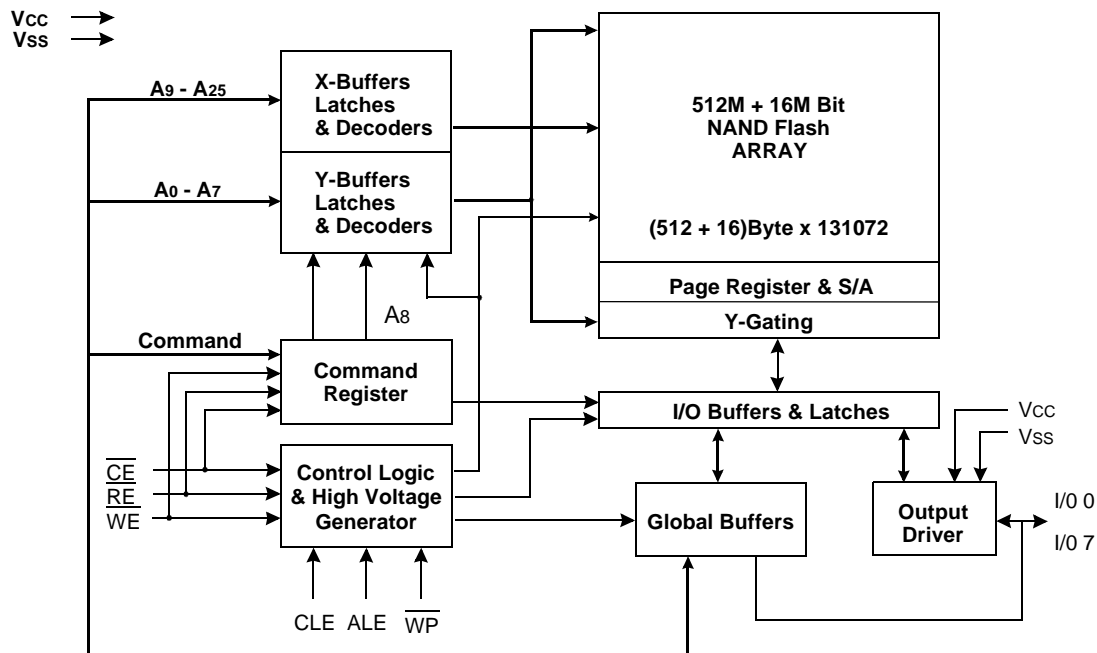 VCC
VSS
A9 - A25
X-Buffers
Latches
& Decoders
512M + 16M Bit
NAND Flash
ARRAY
A0 - A7
Y-Buffers
Latches
& Decoders
(512 + 16)Byte x 131072
Page Register & S/A
Y-Gating
A8
Command
Command
Register
I/O Buffers & Latches
VCC
VSS
CE
RE
WE
Control Logic
& High Voltage
Generator
Global Buffers
Output
Driver
I/0 0
I/0 7
CLE
ALE
WP